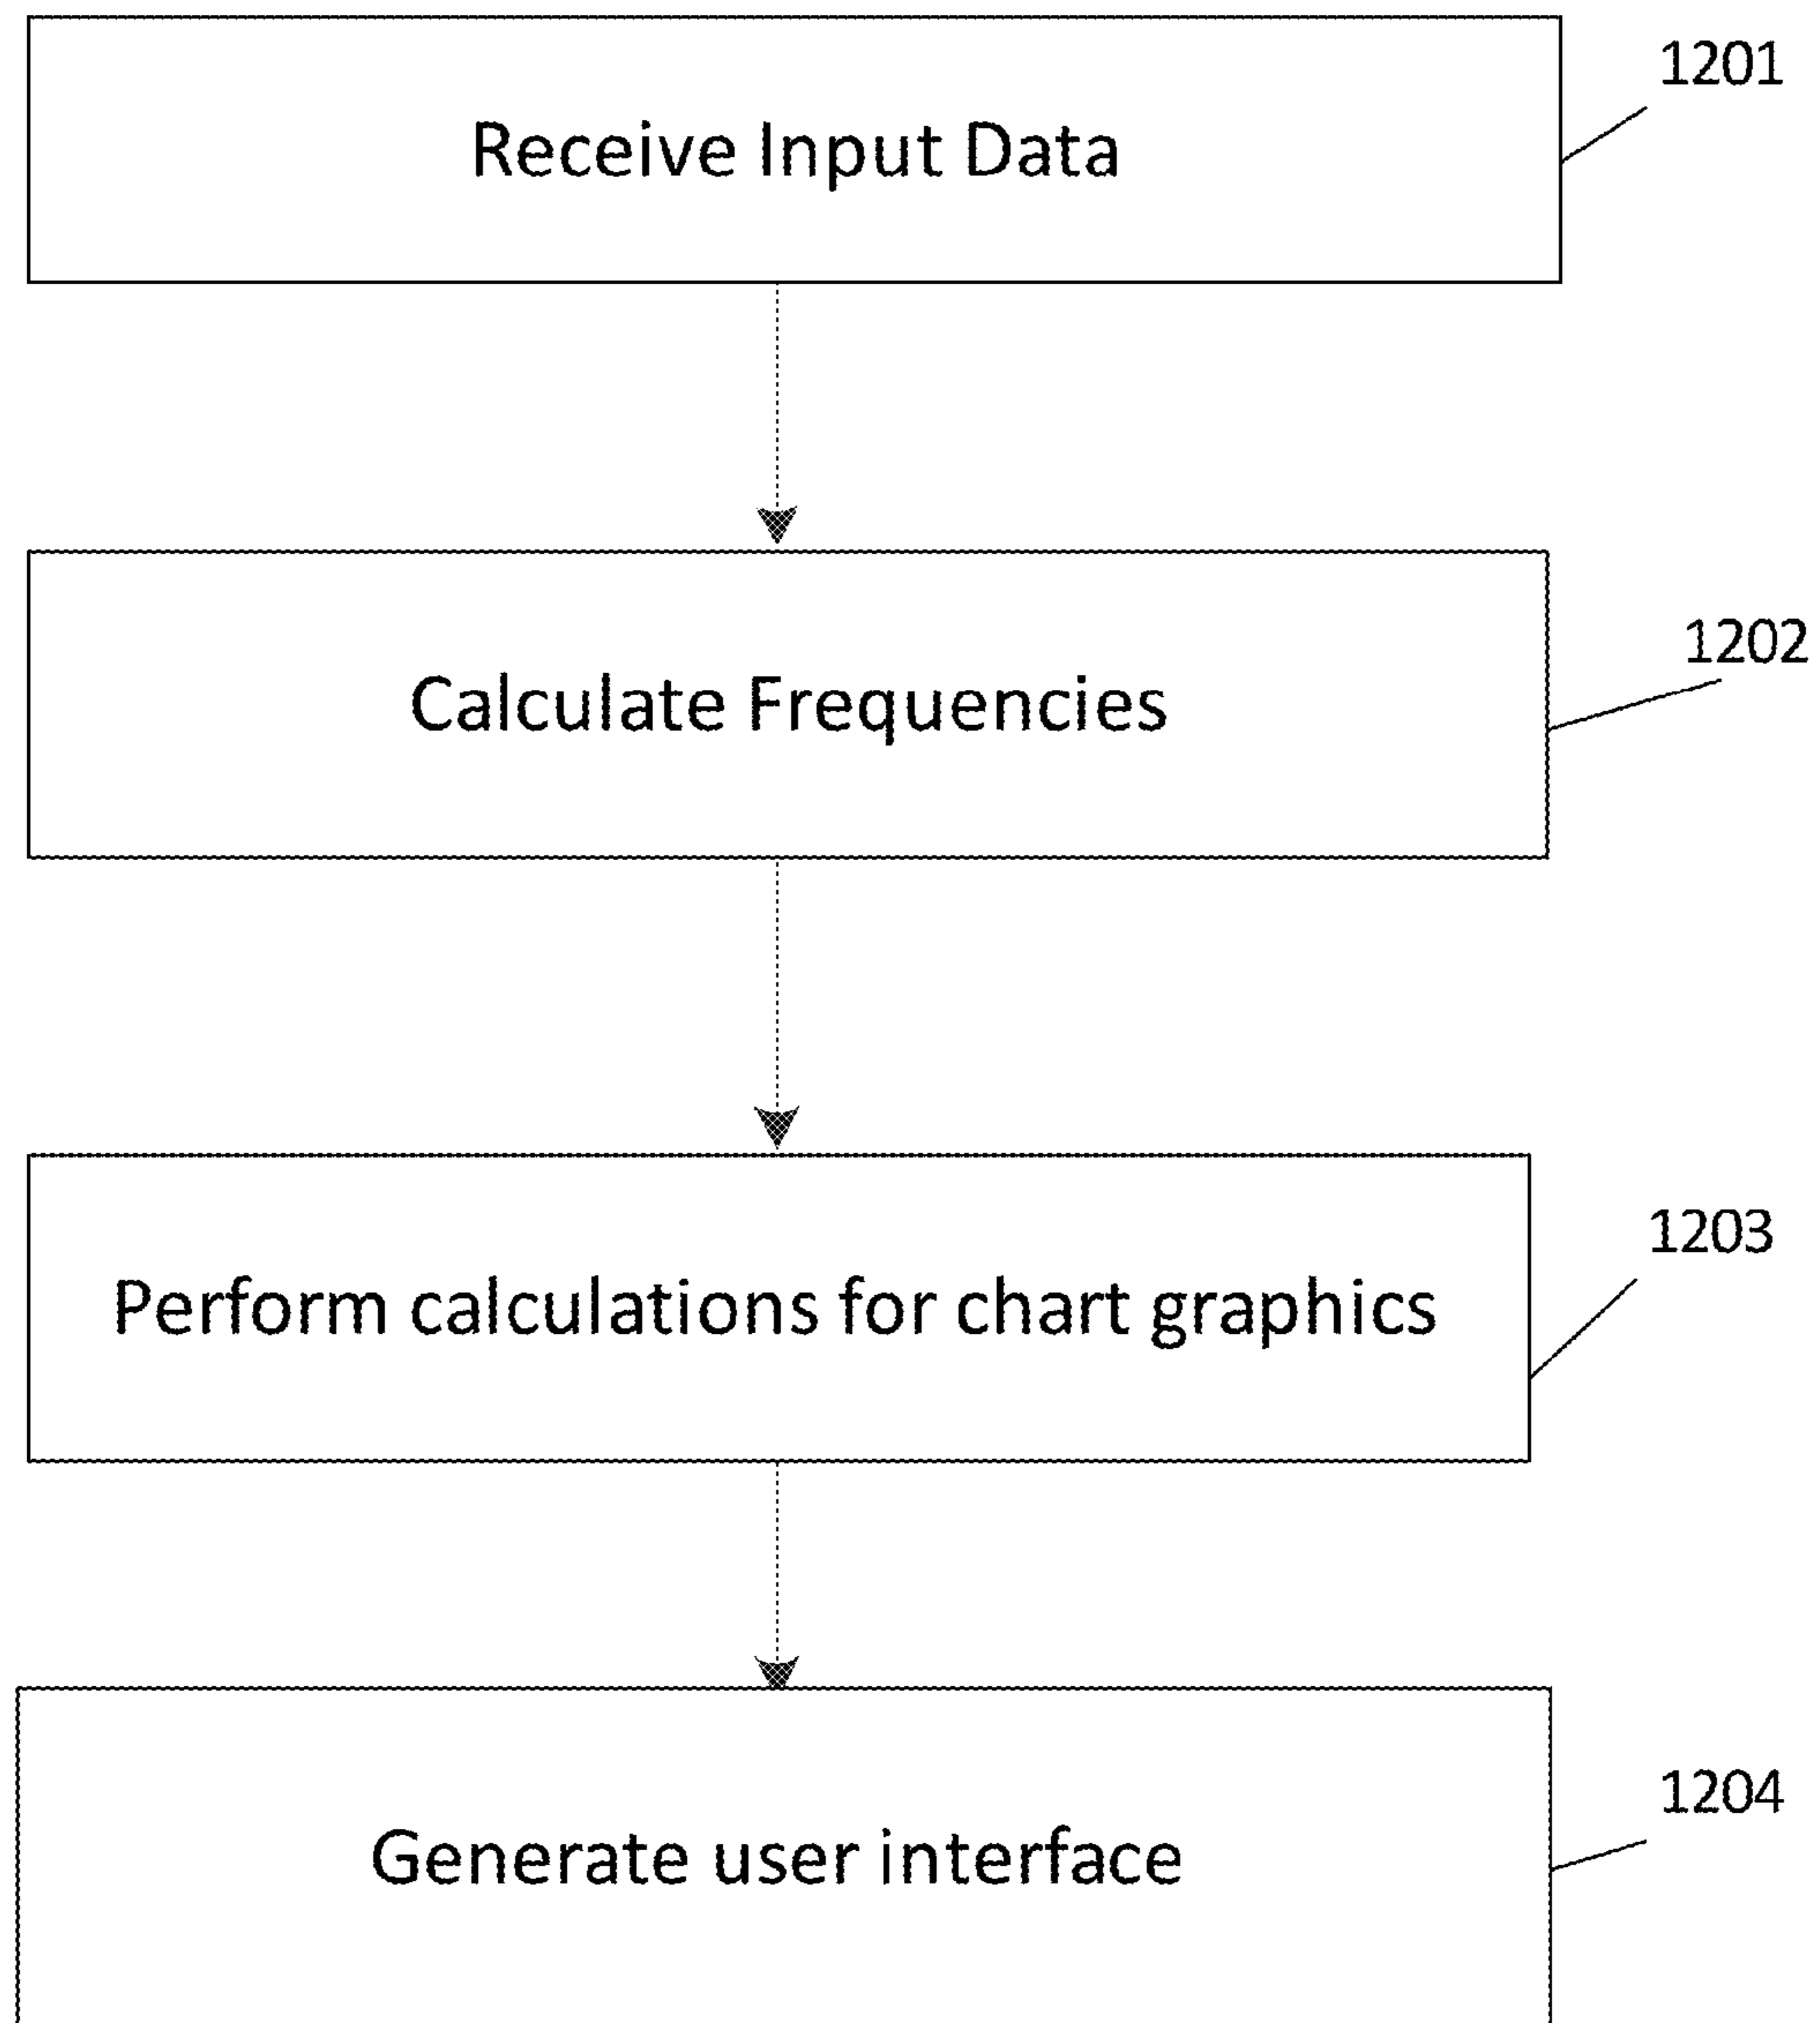 1201
Receive Input Data
1202
Calculate Frequencies
1203
Perform calculations for chart graphics
1204
Generate user interface